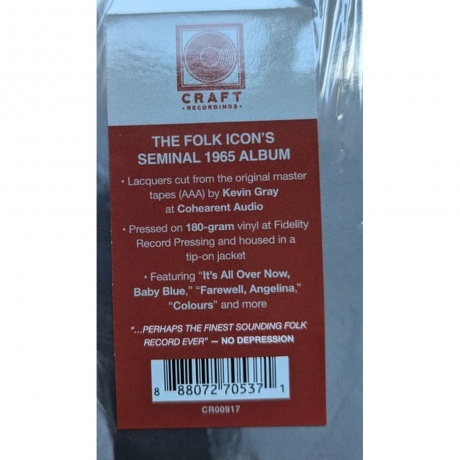 CRAFT
• RECORDINGS •
THE FOLK ICON'S
SEMINAL 1965 ALBUM
• Lacquers cut from the original master
tapes (AAA) by Kevin Gray
at Cohearent Audio
• Pressed on 180-gram vinyl at Fidelity
Record Pressing and housed in a
tip-on jacket
• Featuring “It's All Over Now,
Baby Blue,” “Farewell, Angelina,”
“Colours” and more
“...PERHAPS THE FINEST SOUNDING FOLK
RECORD EVER” — NO DEPRESSION
8 88072 70537 1
CR00917